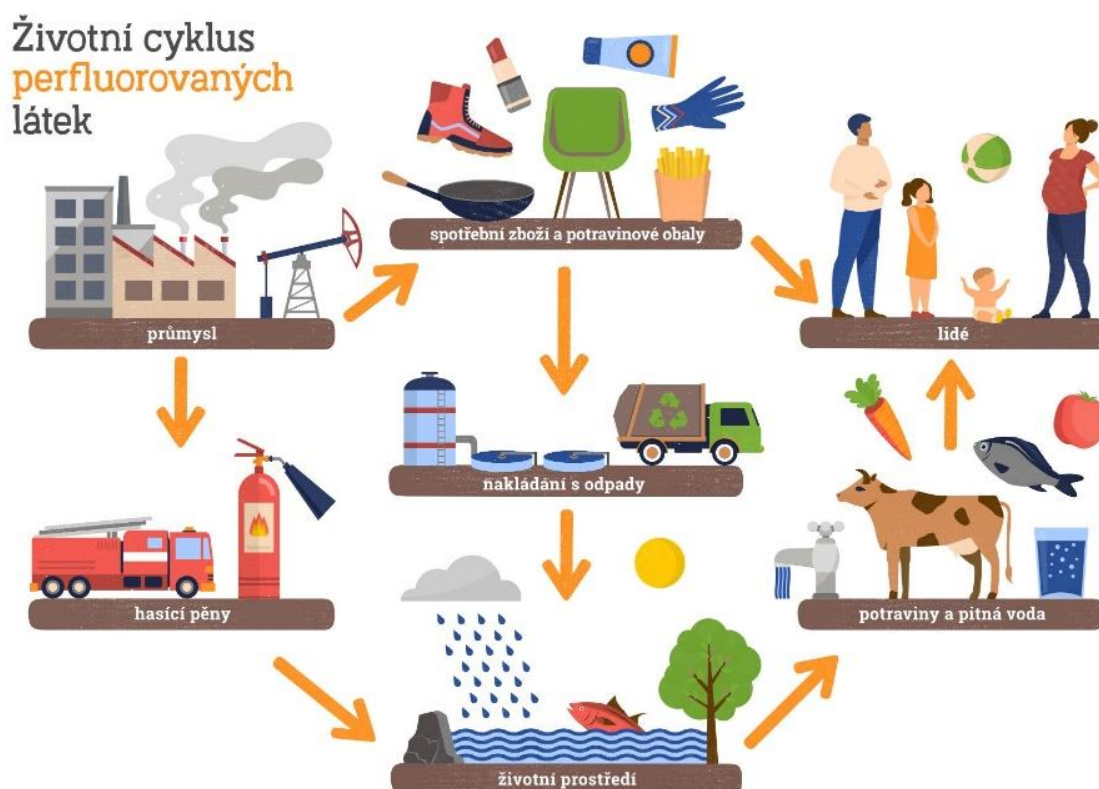 Životní cyklus
perfluorovaných
látek
spotřební zboží a potravinové obaly
průmysl
lidé
nakládání s odpady
hasící pěny
potraviny a pitná voda
životní prostředí